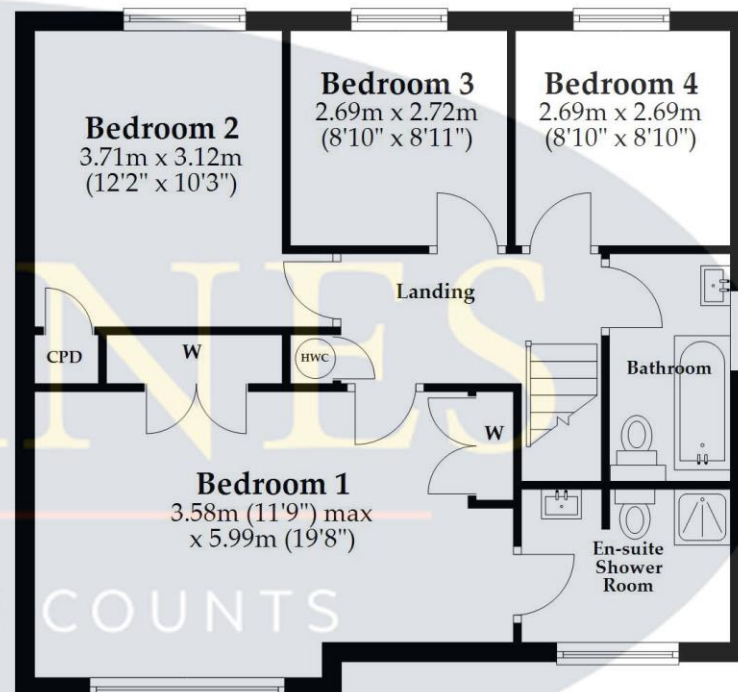 Bedroom 2
3.71m x 3.12m
(12'2" x 10'3")
Bedroom 3
2.69m x 2.72m
(8'10" x 8'11")
Bedroom 4
2.69m x 2.69m
(8'10" x 8'10")
Landing
CPD
W
HWC
Bathroom
W
Bedroom 1
3.58m (11'9") max
x 5.99m (19'8")
En-suite
Shower
Room
NES
COUNTS